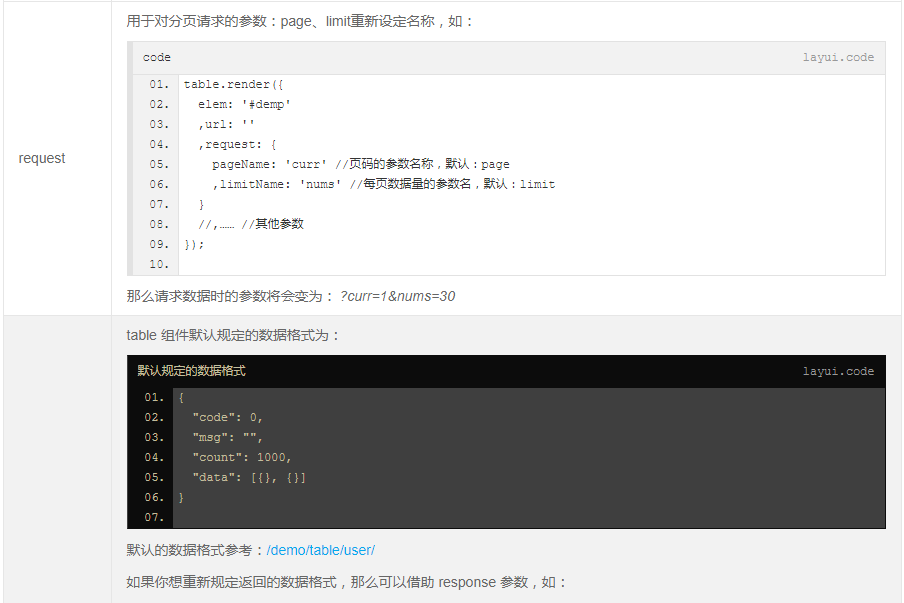 用于对分页请求的参数：page、limit重新设定名称，如：
code layui.code
01. table.render({
02. elem: '#demp'
03. ,url: ''
04. ,request: {
request
05. pageName: 'curr' //页码的参数名称，默认：page
06. ,limitName: 'nums' //每页数据量的参数名，默认：limit
07. }
08. //,…… //其他参数
09. });
10.
那么请求数据时的参数将会变为： ?curr=1&nums=30
table 组件默认规定的数据格式为：
默认规定的数据格式 layui.code
01. {
02. "code": 0,
03. "msg": "",
04. "count": 1000,
05. "data": [{}, {}]
06. }
07.
默认的数据格式参考：/demo/table/user/
如果你想重新规定返回的数据格式，那么可以借助 response 参数，如：